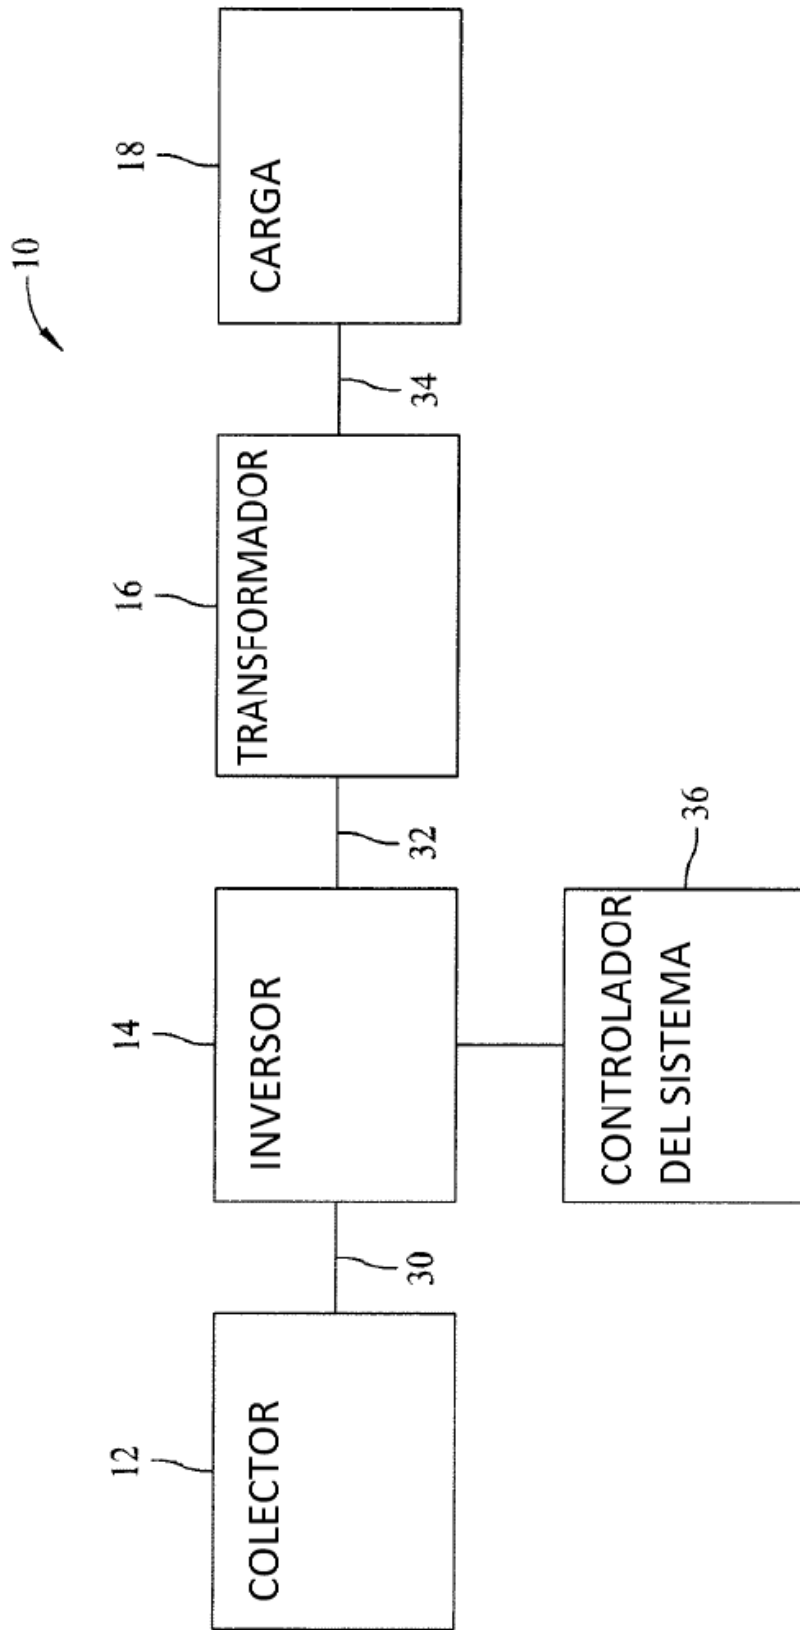 10
12
14
16
18
COLECTOR
INVERSOR
TRANSFORMADOR
CARGA
30
32
34
36
CONTROLADOR
DEL SISTEMA